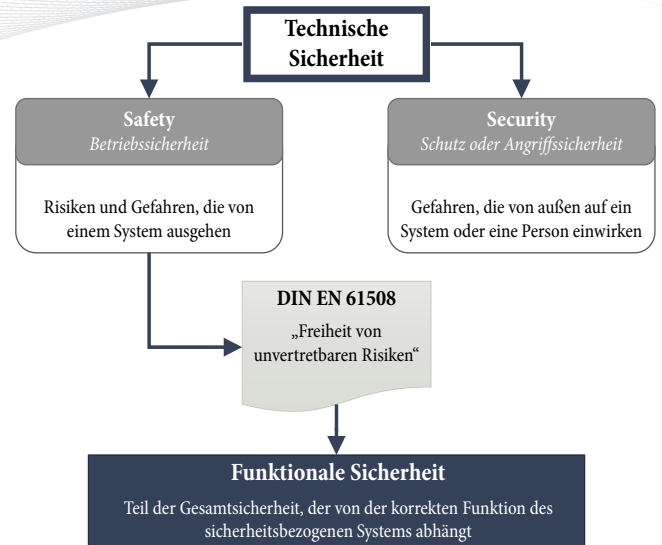 Technische
Sicherheit
Safety
Betriebssicherheit
Risiken und Gefahren, die von
einem System ausgehen
Security
Schutz oder Angriffssicherheit
Gefahren, die von außen auf ein
System oder eine Person einwirken
DIN EN 61508
„Freiheit von
unvertretbaren Risiken“
Funktionale Sicherheit
Teil der Gesamtsicherheit, der von der korrekten Funktion des
sicherheitsbezogenen Systems abhängt